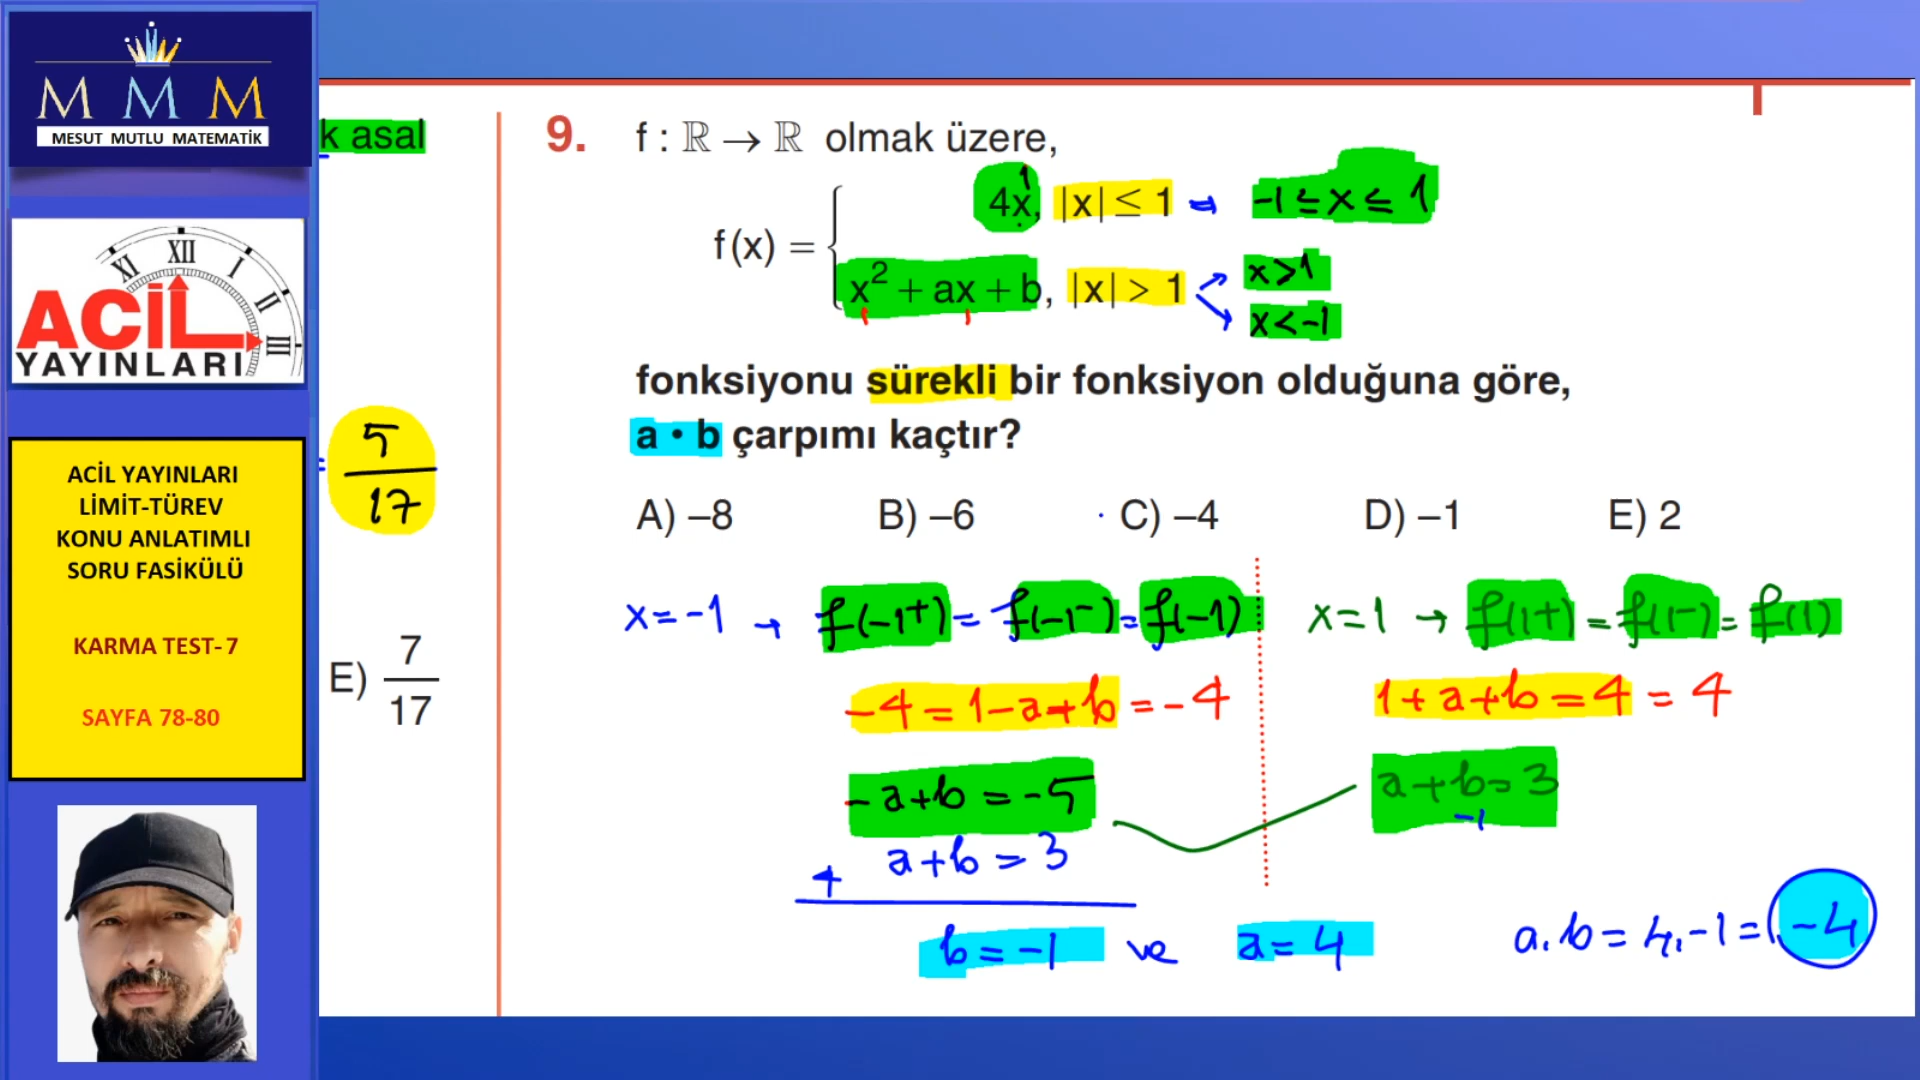 M M M
MESUT MUTLU MATEMATİK
XI XII I II III
ACİL
YAYINLARI
ACİL YAYINLARI
LİMİT-TÜREV
KONU ANLATIMLI
SORU FASİKÜLÜ
KARMA TEST- 7
SAYFA 78-80
k asal
= 5/17
E) 7/17
9. f : ℝ → ℝ olmak üzere,
4x, |x| ≤ 1 ⇒ -1 ≤ x ≤ 1
1
f(x) = {
x² + ax + b, |x| > 1
x>1
x<-1
fonksiyonu sürekli bir fonksiyon olduğuna göre,
a • b çarpımı kaçtır?
A) –8 B) –6 C) –4 D) –1 E) 2
x=-1 → f(-1⁺) = f(-1⁻) = f(-1)
-4 = 1-a+b = -4
-a+b = -5
+ a+b = 3
b = -1 ve a = 4
x=1 → f(1+) = f(1-) = f(1)
1+a+b = 4 = 4
a+b=3
-1
a.b = 4.-1 = -4